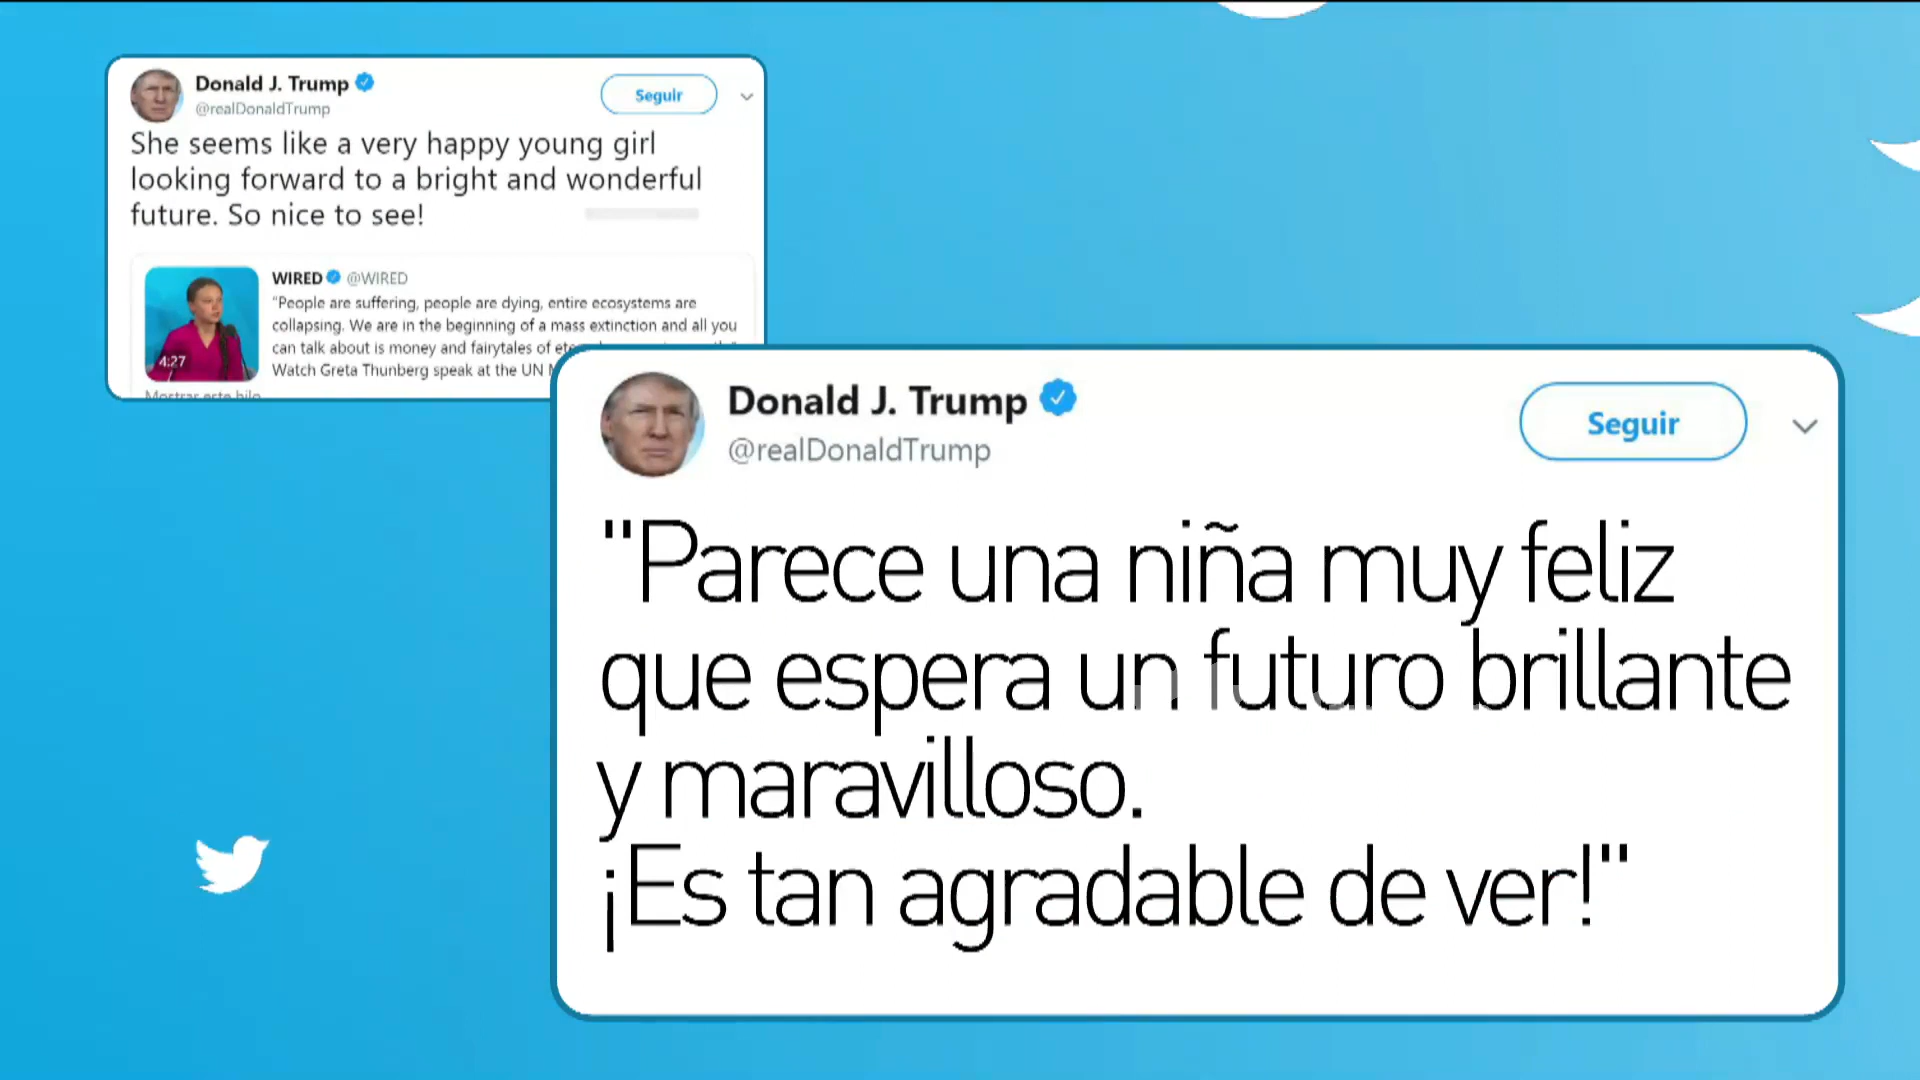 Donald J. Trump
@realDonaldTrump
Seguir
She seems like a very happy young girl
looking forward to a bright and wonderful
future. So nice to see!
WIRED @WIRED
"People are suffering, people are dying, entire ecosystems are
collapsing. We are in the beginning of a mass extinction and all you
can talk about is money and fairytales of
Watch Greta Thunberg speak at the UN
4:27
Mostrar este hilo
Donald J. Trump
@realDonaldTrump
Seguir
"Parece una niña muy feliz
que espera un futuro brillante
y maravilloso.
¡Es tan agradable de ver!"